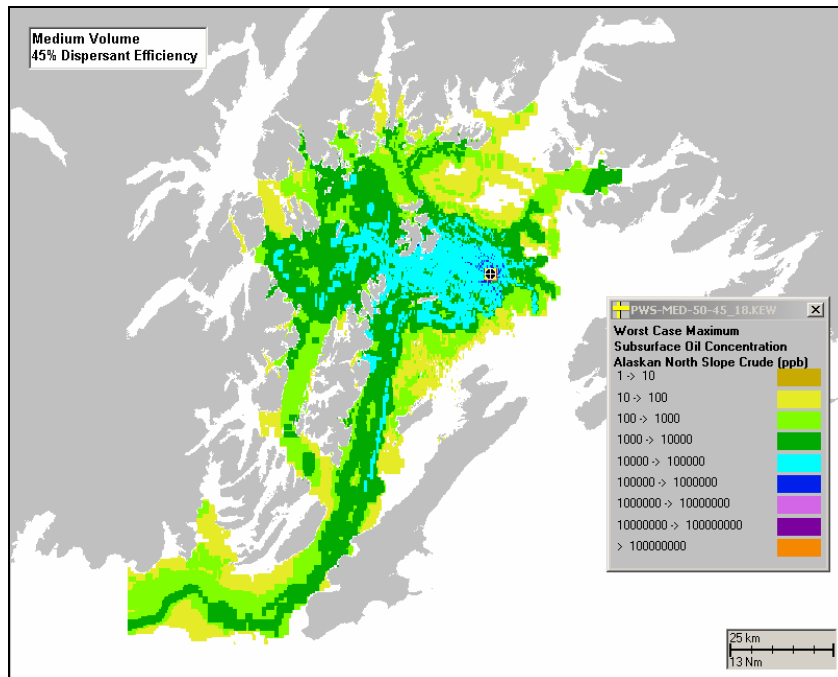 Medium Volume
45% Dispersant Efficiency
PWS-MED-50-45_18.KEW
Worst Case Maximum
Subsurface Oil Concentration
Alaskan North Slope Crude (ppb)
1 -> 10
10 -> 100
100 -> 1000
1000 -> 10000
10000 -> 100000
100000 -> 1000000
1000000 -> 10000000
10000000 -> 100000000
> 100000000
25 km
13 Nm